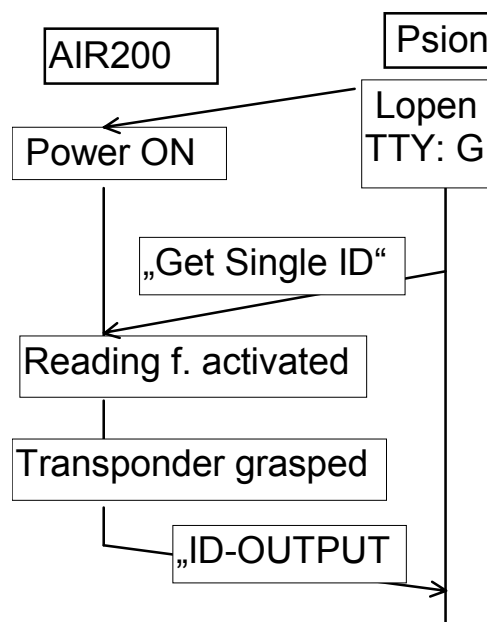 AIR200
Psion
Lopen
TTY: G
Power ON
„Get Single ID“
Reading f. activated
Transponder grasped
„ID-OUTPUT